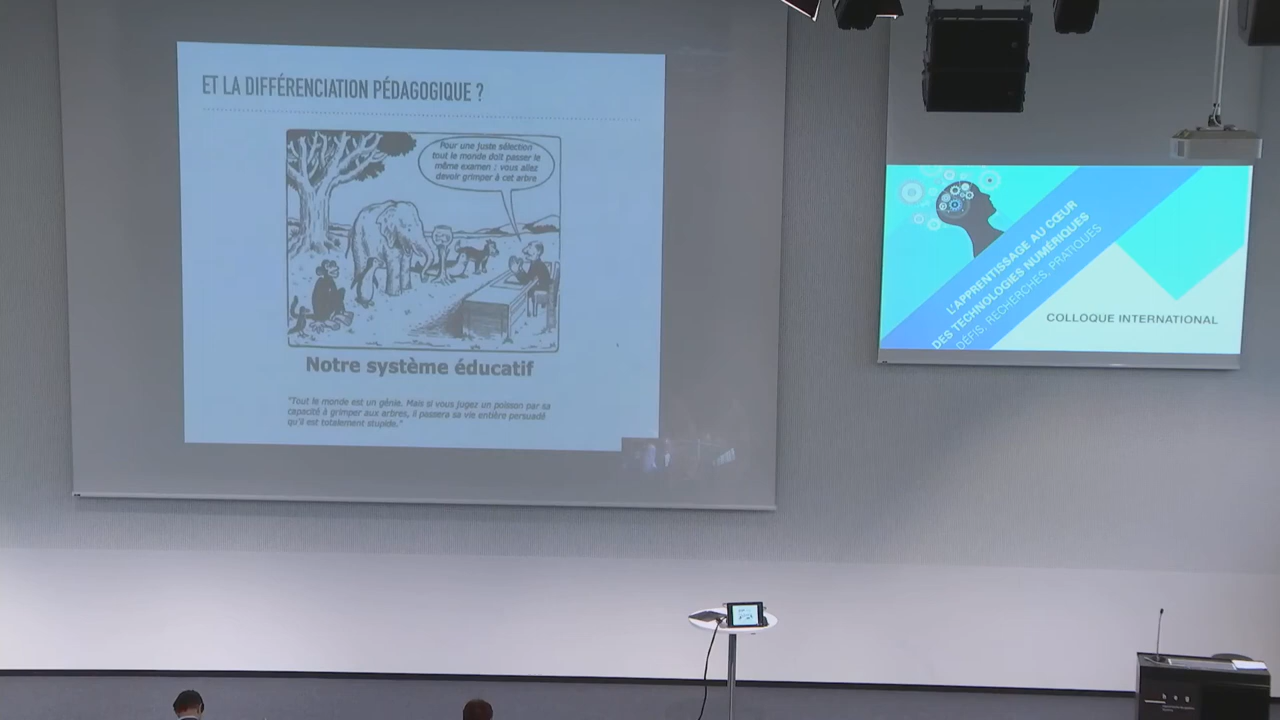 ET LA DIFFÉRENCIATION PÉDAGOGIQUE ?
Pour une juste sélection
tout le monde doit passer le
même examen : vous allez
devoir grimper à cet arbre
Notre système éducatif
"Tout le monde est un génie. Mais si vous jugez un poisson par sa
capacité à grimper aux arbres, il passera sa vie entière persuadé
qu'il est totalement stupide."
L'APPRENTISSAGE AU CŒUR
DES TECHNOLOGIES NUMÉRIQUES
DÉFIS, RECHERCHES, PRATIQUES
COLLOQUE INTERNATIONAL